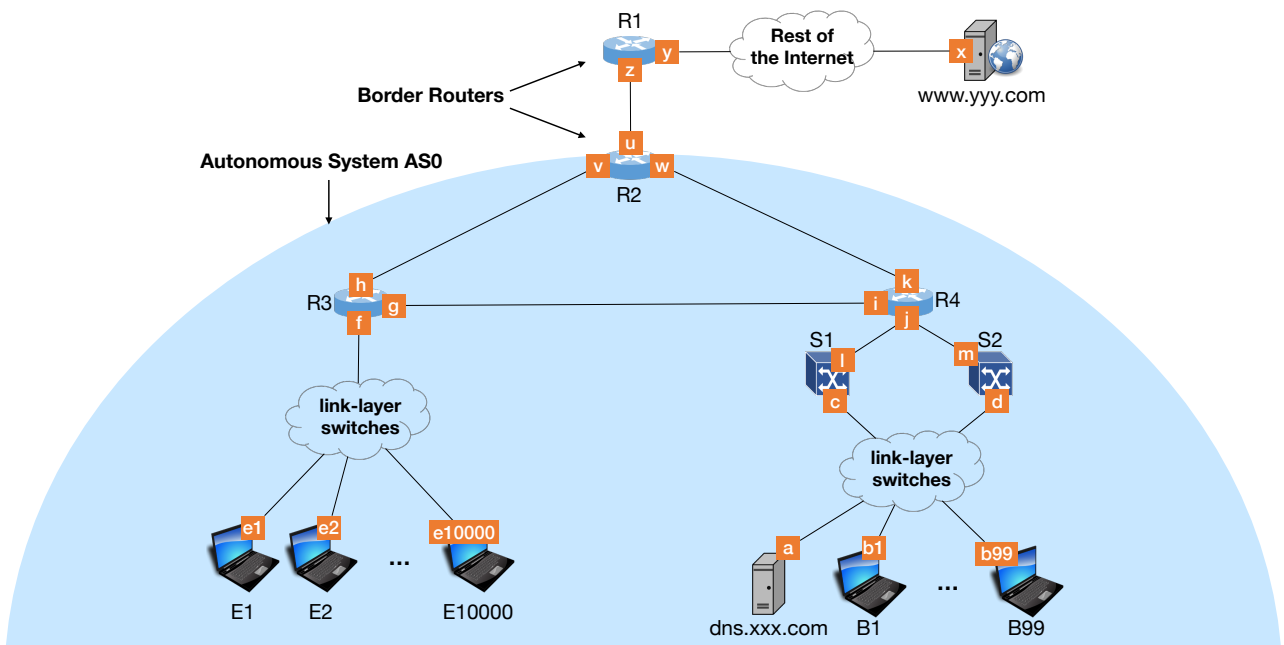 R1
y
z
Rest of
the Internet
x
www.yyy.com
Border Routers
u
v
w
R2
Autonomous System AS0
h
R3
g
f
k
i
R4
j
S1
l
c
S2
m
d
link-layer
switches
link-layer
switches
e1
e2
e10000
...
E1
E2
E10000
a
b1
b99
...
dns.xxx.com
B1
B99